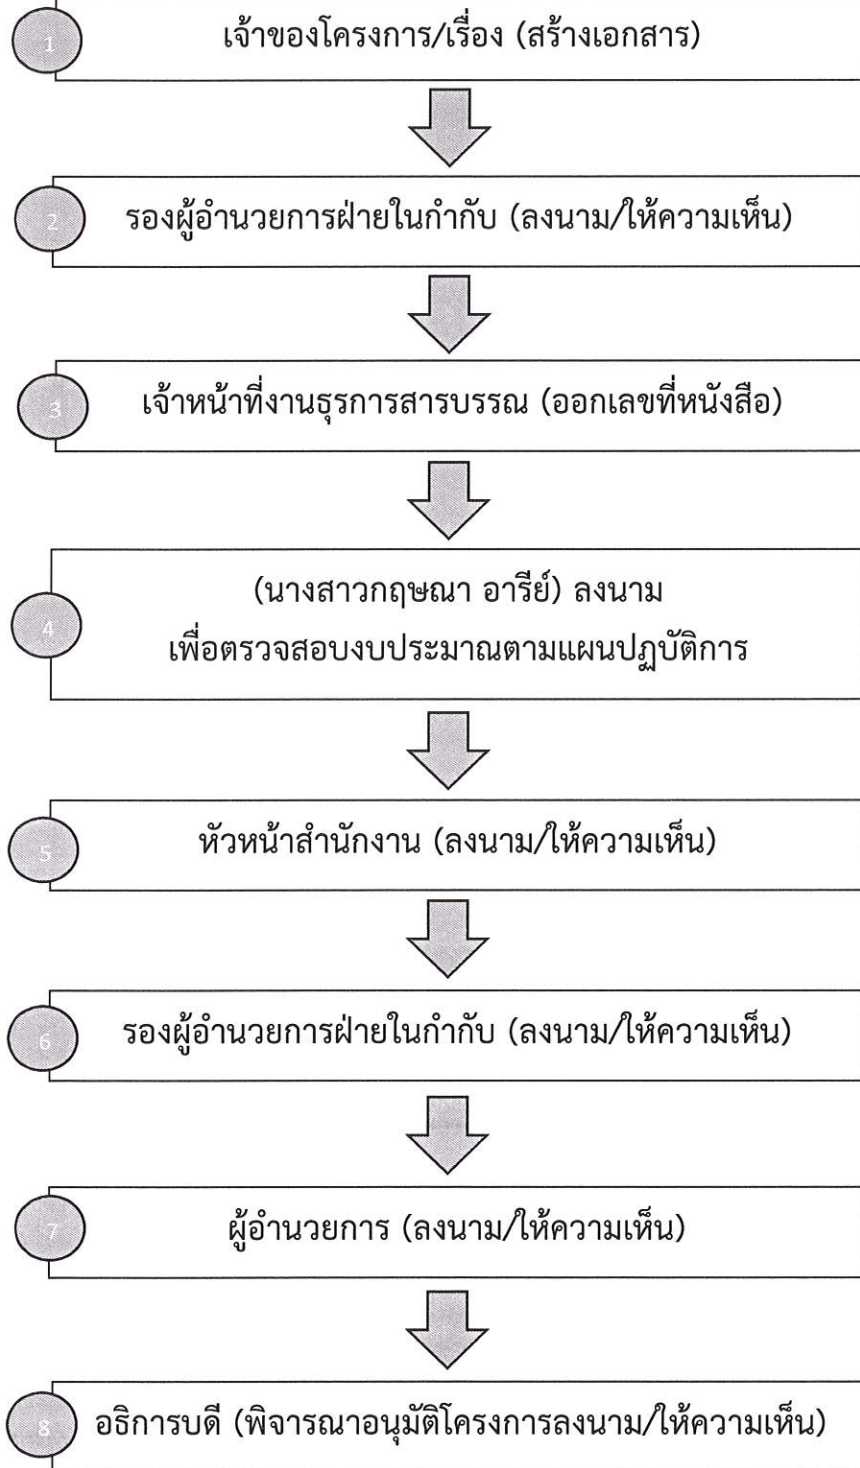 1
เจ้าของโครงการ/เรื่อง (สร้างเอกสาร)
2
รองผู้อำนวยการฝ่ายในกำกับ (ลงนาม/ให้ความเห็น)
3
เจ้าหน้าที่งานธุรการสารบรรณ (ออกเลขที่หนังสือ)
4
(นางสาวกฤษณา อารีย์) ลงนาม
เพื่อตรวจสอบงบประมาณตามแผนปฏบัติการ
5
หัวหน้าสำนักงาน (ลงนาม/ให้ความเห็น)
6
รองผู้อำนวยการฝ่ายในกำกับ (ลงนาม/ให้ความเห็น)
7
ผู้อำนวยการ (ลงนาม/ให้ความเห็น)
8
อธิการบดี (พิจารณาอนุมัติโครงการลงนาม/ให้ความเห็น)